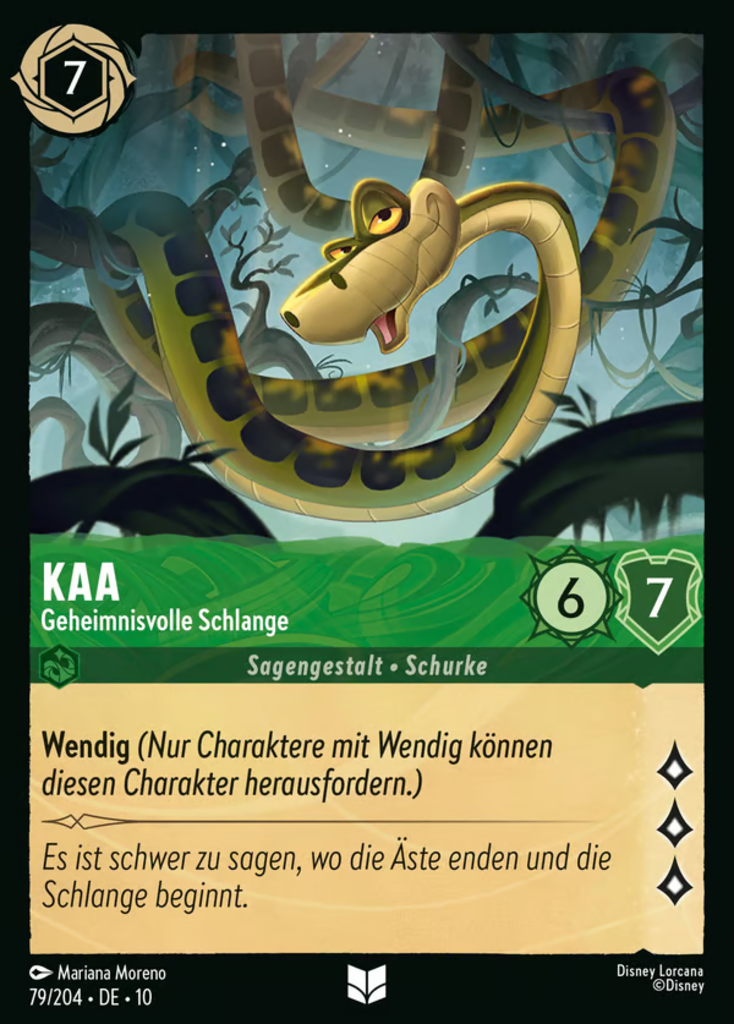 7
KAA
Geheimnisvolle Schlange
6
7
Sagengestalt • Schurke
Wendig (Nur Charaktere mit Wendig können
diesen Charakter herausfordern.)
Es ist schwer zu sagen, wo die Äste enden und die
Schlange beginnt.
Mariana Moreno
79/204 • DE • 10
Disney Lorcana
©Disney